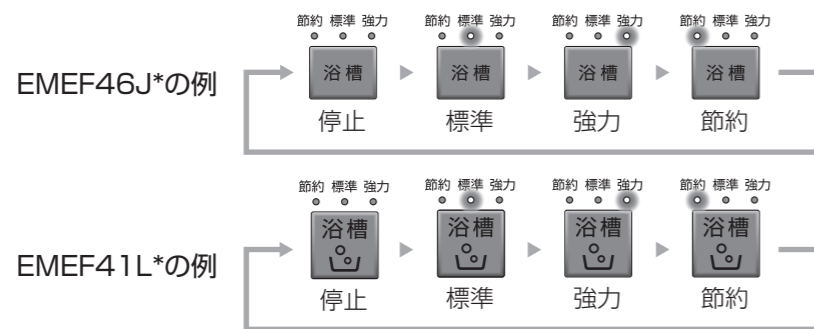 節約 標準 強力 節約 標準 強力 節約 標準 強力 節約 標準 強力
EMEF46J*の例 浴槽 浴槽 浴槽 浴槽
停止 標準 強力 節約
節約 標準 強力 節約 標準 強力 節約 標準 強力 節約 標準 強力
EMEF41L*の例 浴槽 浴槽 浴槽 浴槽
停止 標準 強力 節約